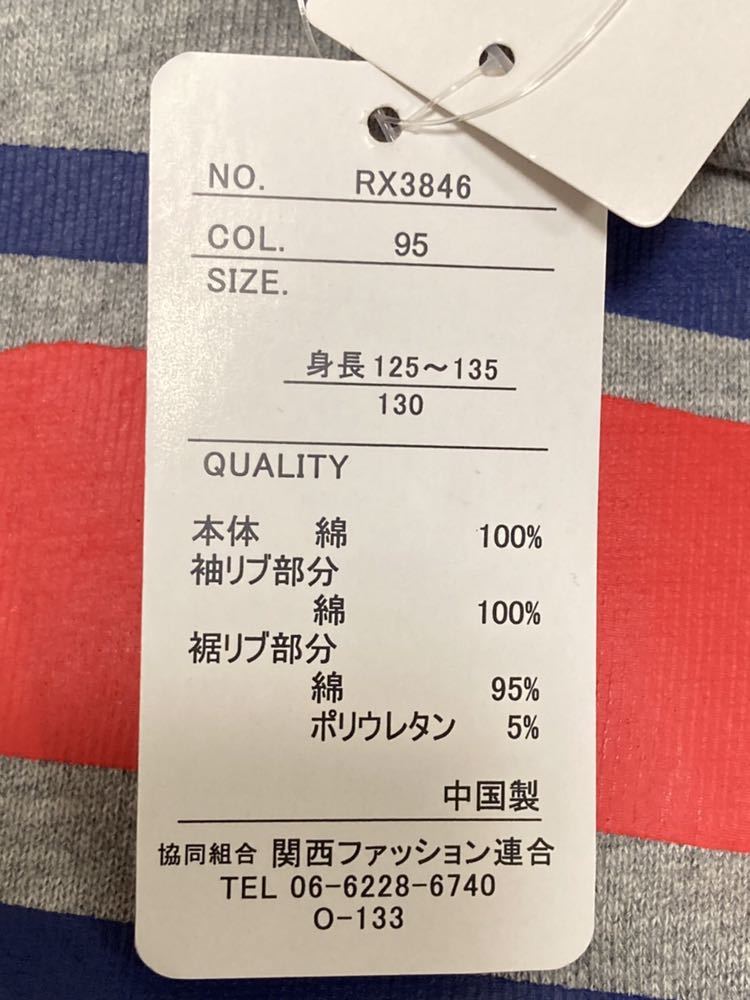 NO. RX3846
COL. 95
SIZE.
身長125～135
130
QUALITY
本体 綿 100%
袖リブ部分
綿 100%
裾リブ部分
綿 95%
ポリウレタン 5%
中国製
協同組合 関西ファッション連合
TEL 06-6228-6740
O-133